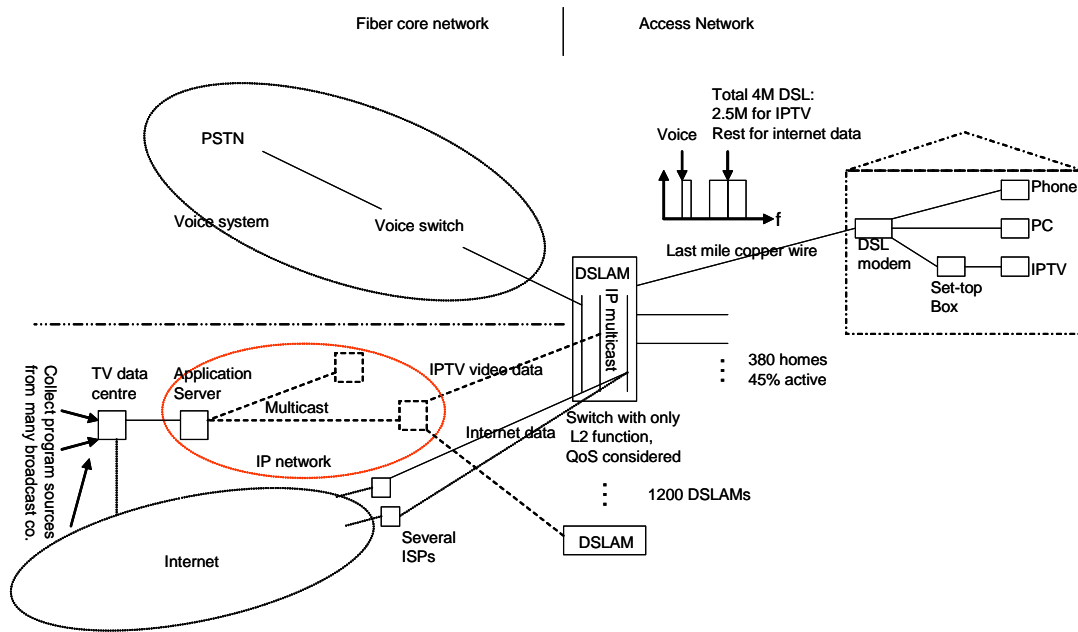 Fiber core network
Access Network
Total 4M DSL:
2.5M for IPTV
Rest for internet data
Voice
f
PSTN
Voice system
Voice switch
Last mile copper wire
Phone
PC
IPTV
DSL
modem
Set-top
Box
DSLAM
IP multicast
380 homes
45% active
TV data
centre
Application
Server
IPTV video data
Multicast
IP network
Internet data
Switch with only
L2 function,
QoS considered
1200 DSLAMs
DSLAM
Collect program sources
from many broadcast co.
Several
ISPs
Internet